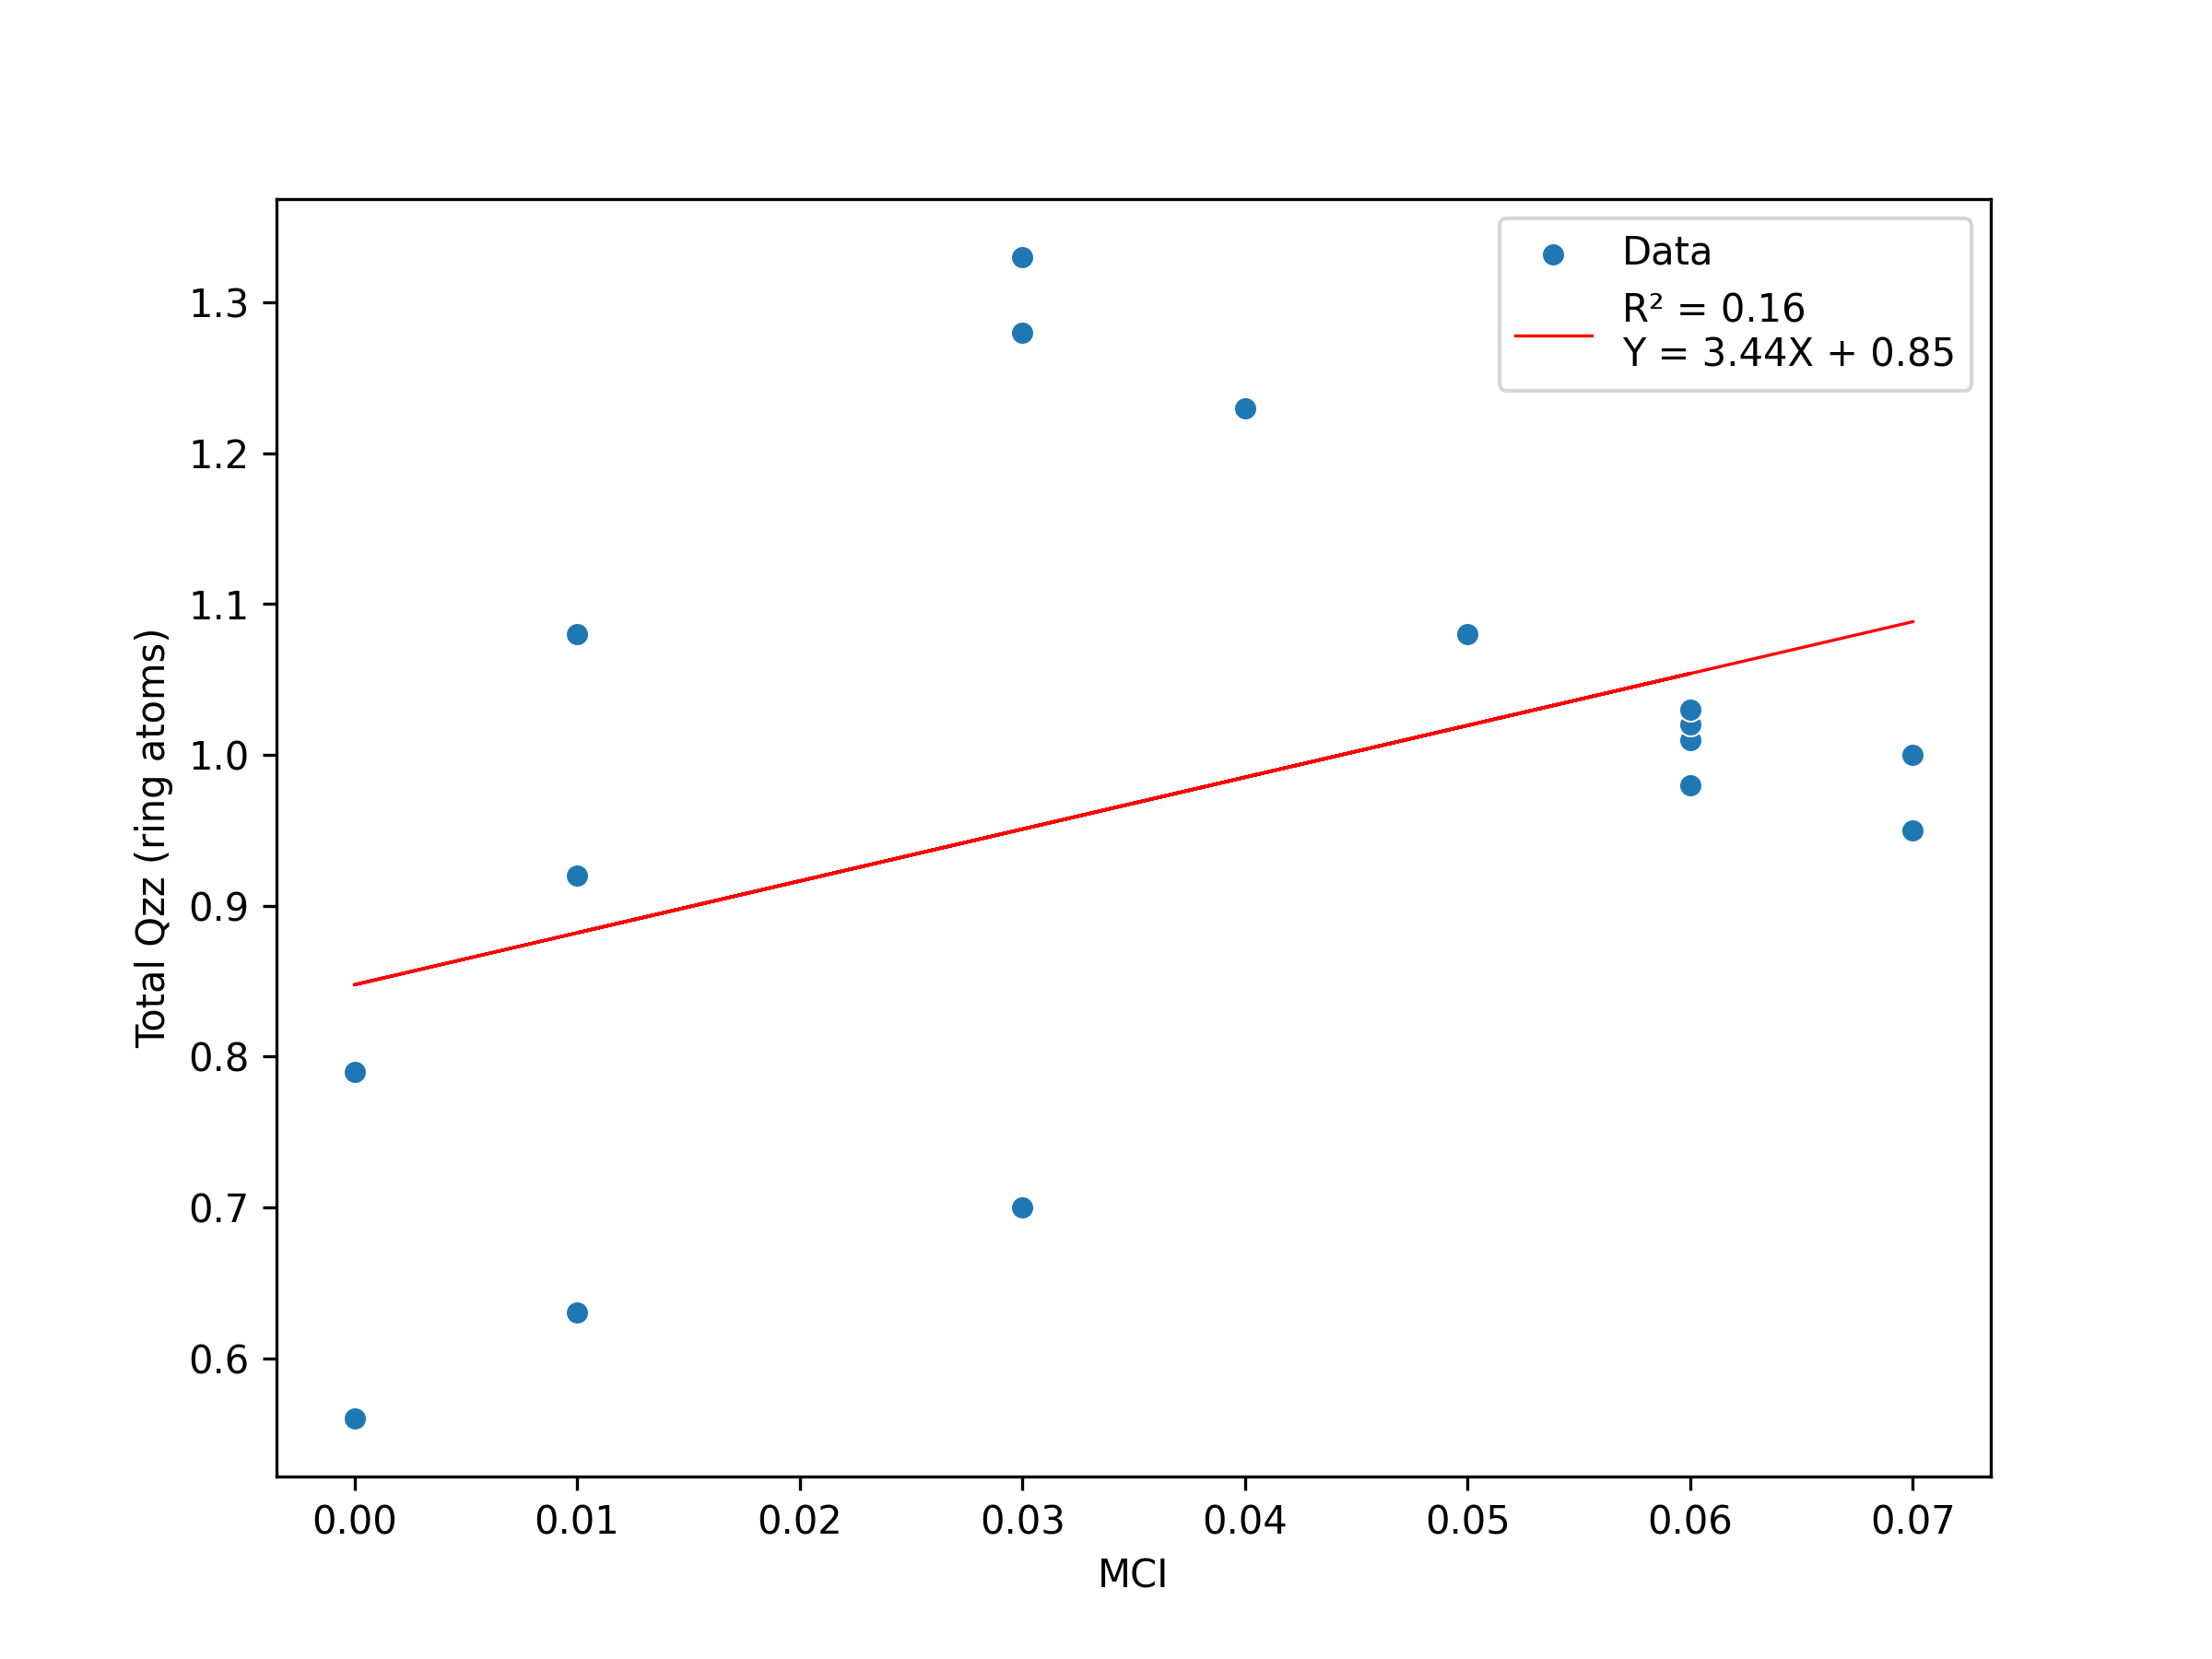 Data
R² = 0.16
Y = 3.44X + 0.85
1.3
1.2
1.1
1.0
0.9
0.8
0.7
0.6
Total Qzz (ring atoms)
0.00 0.01 0.02 0.03 0.04 0.05 0.06 0.07
MCI